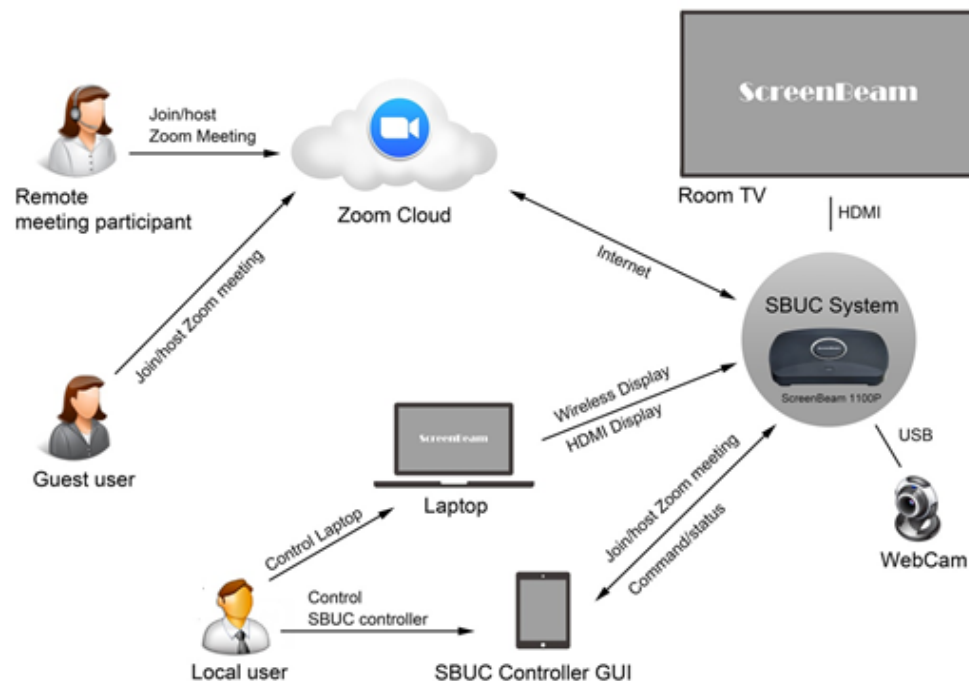 ScreenBeam
Join/host
Zoom Meeting
Remote
meeting participant
Zoom Cloud
Room TV
HDMI
Internet
SBUC System
ScreenBeam 1100P
Join/host Zoom meeting
Guest user
ScreenBeam
Laptop
Wireless Display
HDMI Display
USB
WebCam
Join/host Zoom meeting
Command/status
Control Laptop
Control
SBUC controller
Local user
SBUC Controller GUI